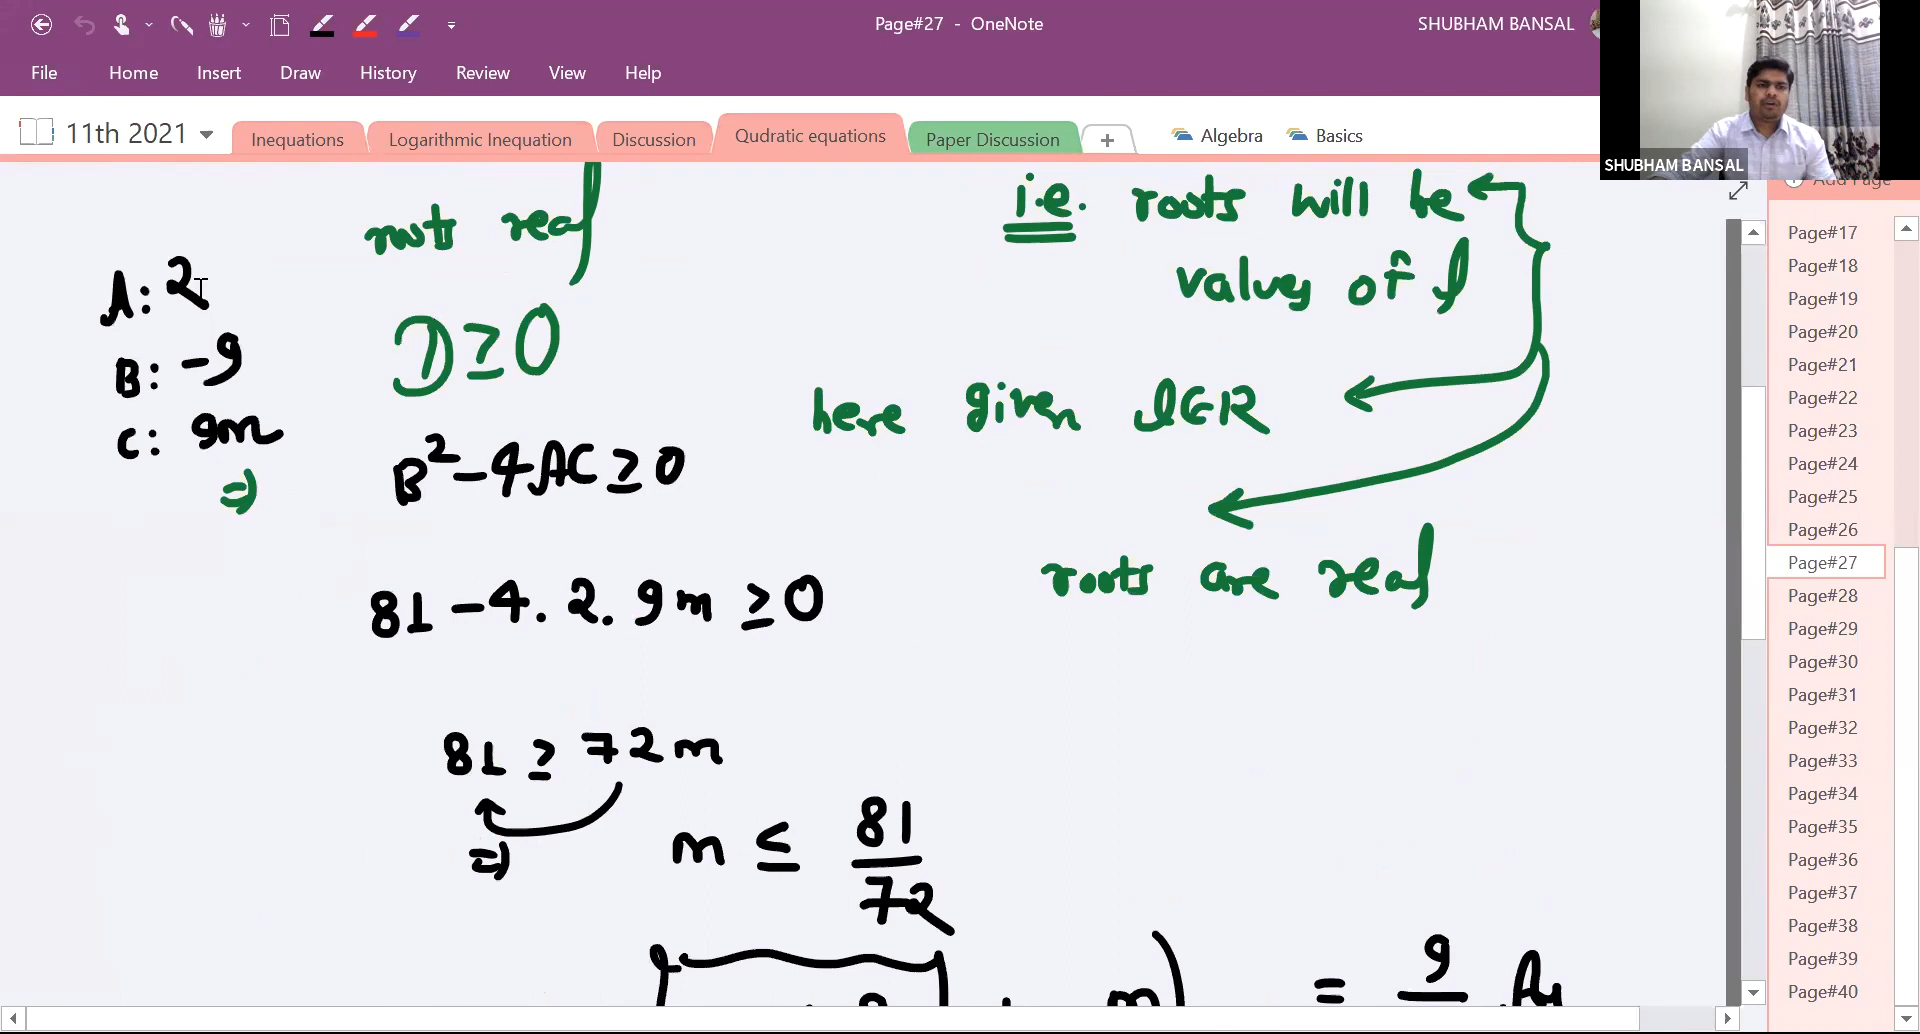 Page#27 - OneNote
SHUBHAM BANSAL
File Home Insert Draw History Review View Help
SHUBHAM BANSAL
11th 2021 Inequations Logarithmic Inequation Discussion Qudratic equations Paper Discussion + Algebra Basics
Add Page
i.e. roots will be
roots real
values of l
A: 2
D ≥ 0
B: -9
here given l∈R
C: 9m
B² - 4AC ≥ 0
⇒
roots are real
81 - 4. 2. 9m ≥ 0
81 ≥ 72m
⇒ m ≤ 81/72
m) = 9
Page#17
Page#18
Page#19
Page#20
Page#21
Page#22
Page#23
Page#24
Page#25
Page#26
Page#27
Page#28
Page#29
Page#30
Page#31
Page#32
Page#33
Page#34
Page#35
Page#36
Page#37
Page#38
Page#39
Page#40